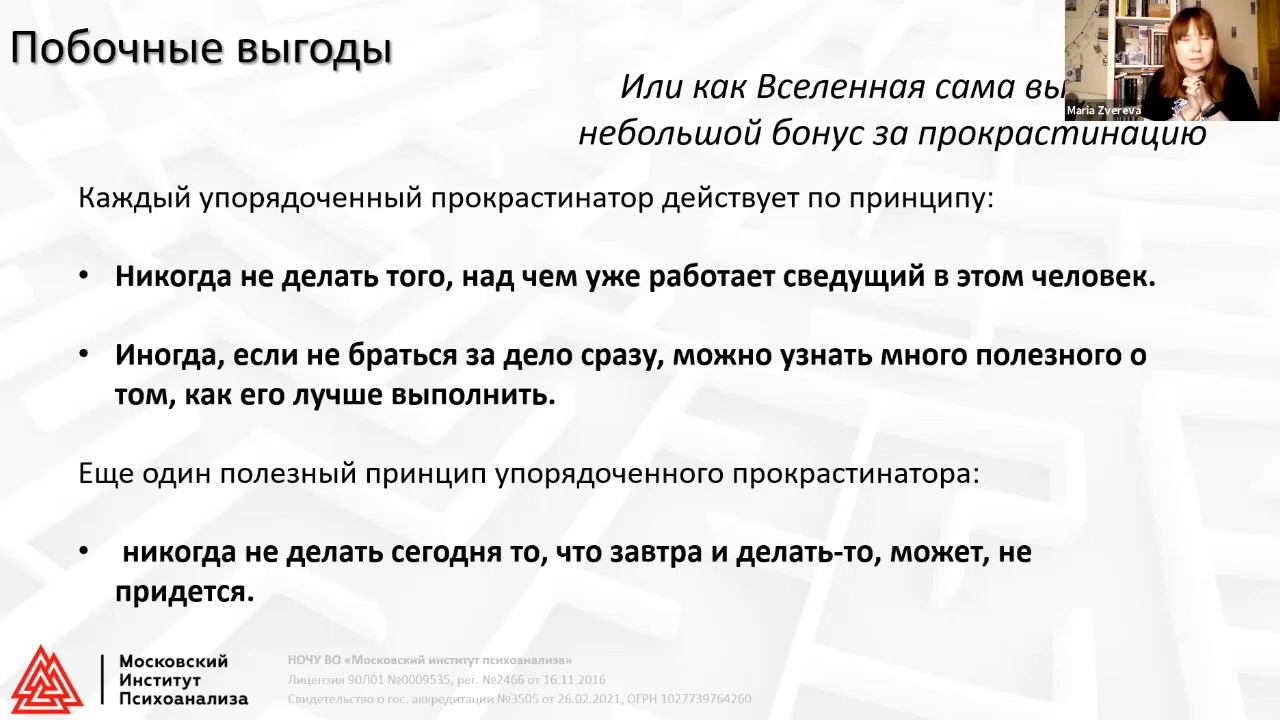 Побочные выгоды
Или как Вселенная сама
небольшой бонус за прокрастинацию
Maria Zvereva
Каждый упорядоченный прокрастинатор действует по принципу:
• Никогда не делать того, над чем уже работает сведущий в этом человек.
• Иногда, если не браться за дело сразу, можно узнать много полезного о
том, как его лучше выполнить.
Еще один полезный принцип упорядоченного прокрастинатора:
• никогда не делать сегодня то, что завтра и делать-то, может, не
придется.
Московский
Институт
Психоанализа
НОЧУ ВО «Московский институт психоанализа»
Лицензия 90Л01 №0009535, рег. №2466 от 16.11.2016
Свидетельство о гос. аккредитации №3505 от 26.02.2021, ОГРН 1027739764260